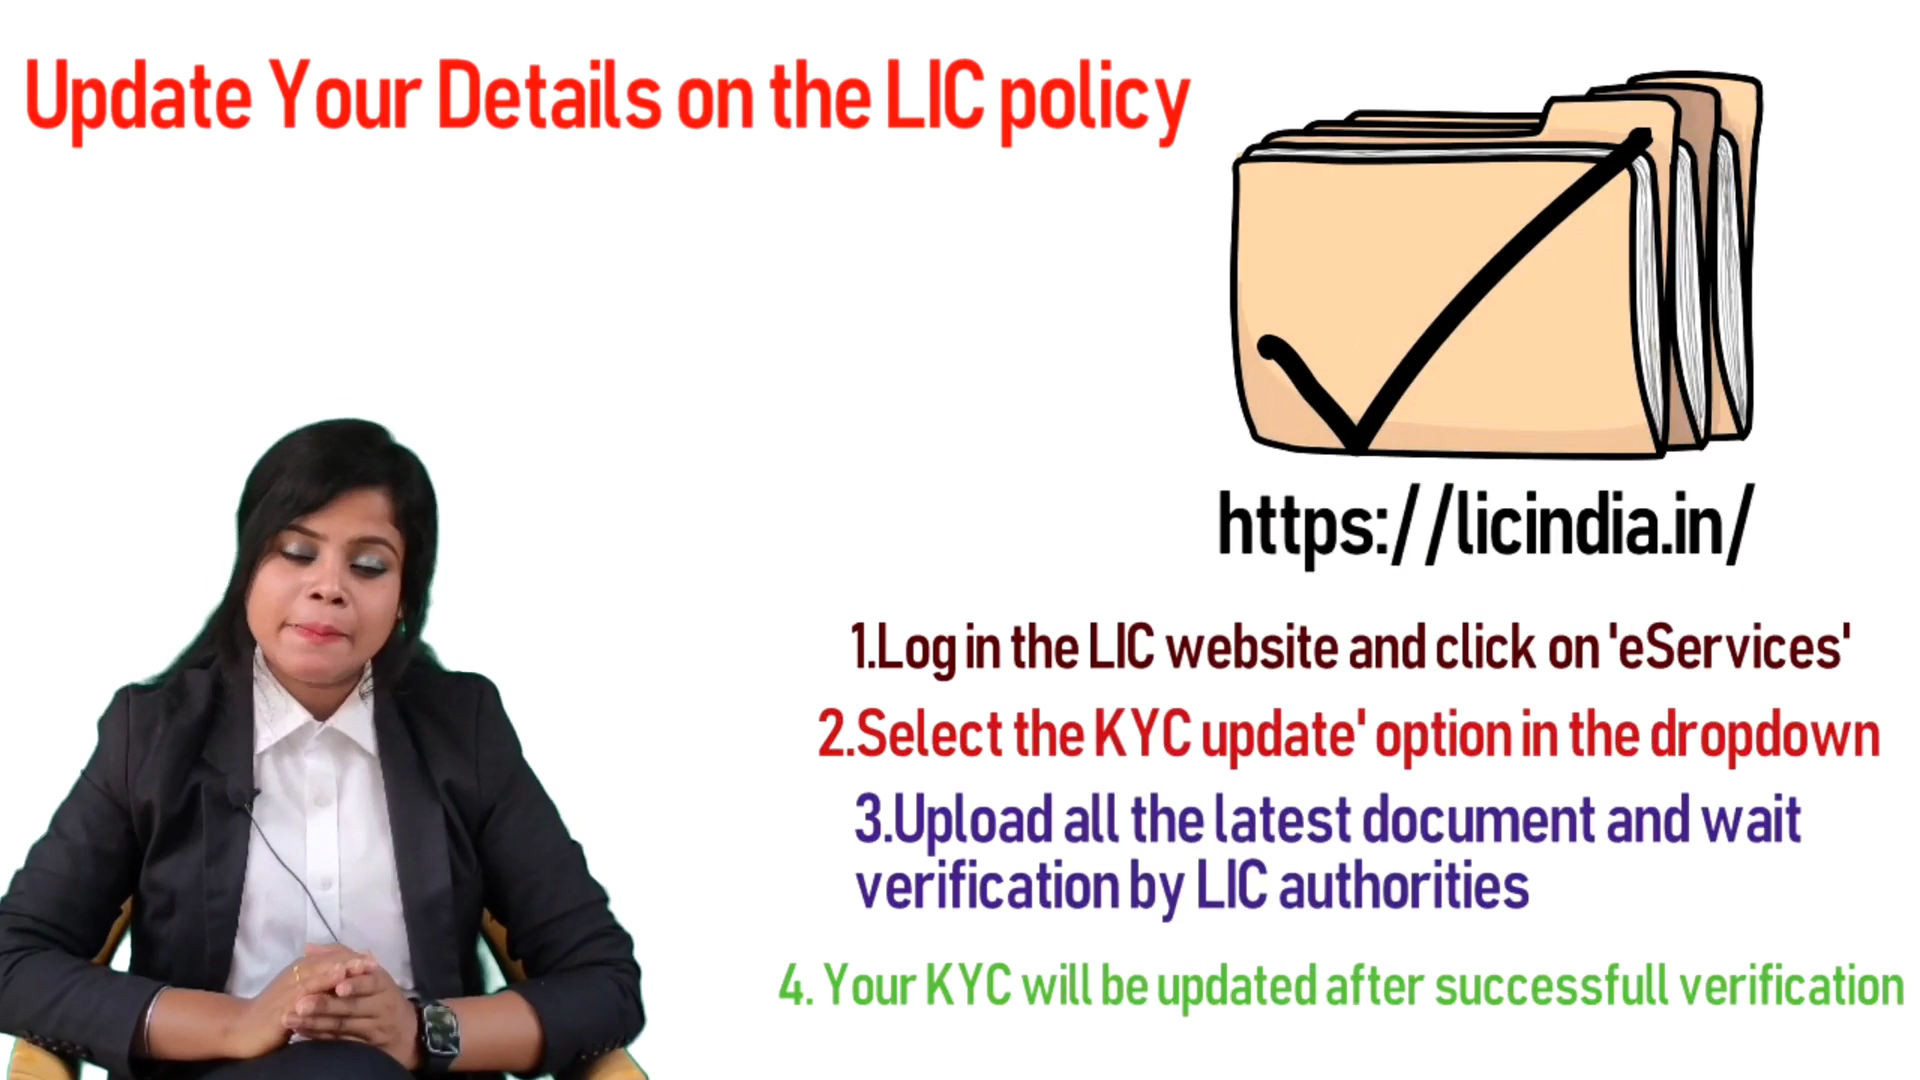 Update Your Details on the LIC policy
https://licindia.in/
1.Log in the LIC website and click on 'eServices'
2.Select the KYC update' option in the dropdown
3.Upload all the latest document and wait
verification by LIC authorities
4. Your KYC will be updated after successfull verification